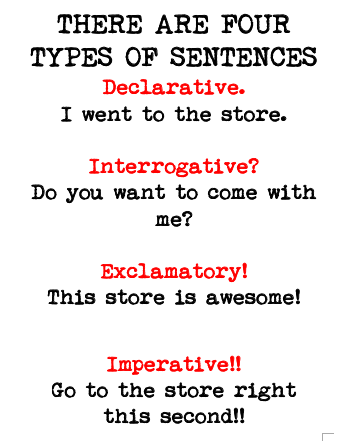 THERE ARE FOUR
TYPES OF SENTENCES
Declarative.
I went to the store.
Interrogative?
Do you want to come with
me?
Exclamatory!
This store is awesome!
Imperative!!
Go to the store right
this second!!